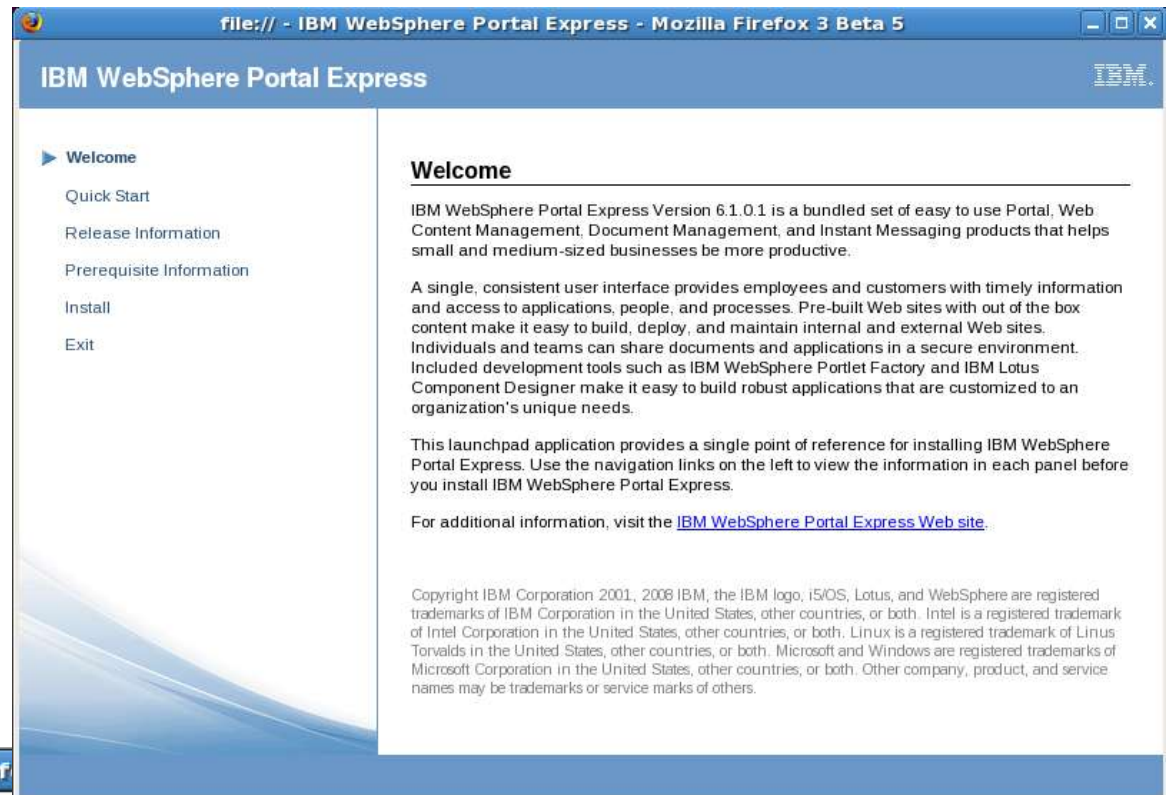 file:// - IBM WebSphere Portal Express - Mozilla Firefox 3 Beta 5
IBM WebSphere Portal Express
IBM.
Welcome
Quick Start
Release Information
Prerequisite Information
Install
Exit
Welcome
IBM WebSphere Portal Express Version 6.1.0.1 is a bundled set of easy to use Portal, Web
Content Management, Document Management, and Instant Messaging products that helps
small and medium-sized businesses be more productive.
A single, consistent user interface provides employees and customers with timely information
and access to applications, people, and processes. Pre-built Web sites with out of the box
content make it easy to build, deploy, and maintain internal and external Web sites.
Individuals and teams can share documents and applications in a secure environment.
Included development tools such as IBM WebSphere Portlet Factory and IBM Lotus
Component Designer make it easy to build robust applications that are customized to an
organization's unique needs.
This launchpad application provides a single point of reference for installing IBM WebSphere
Portal Express. Use the navigation links on the left to view the information in each panel before
you install IBM WebSphere Portal Express.
For additional information, visit the IBM WebSphere Portal Express Web site.
Copyright IBM Corporation 2001, 2008 IBM, the IBM logo, i5/OS, Lotus, and WebSphere are registered
trademarks of IBM Corporation in the United States, other countries, or both. Intel is a registered trademark
of Intel Corporation in the United States, other countries, or both. Linux is a registered trademark of Linus
Torvalds in the United States, other countries, or both. Microsoft and Windows are registered trademarks of
Microsoft Corporation in the United States, other countries, or both. Other company, product, and service
names may be trademarks or service marks of others.